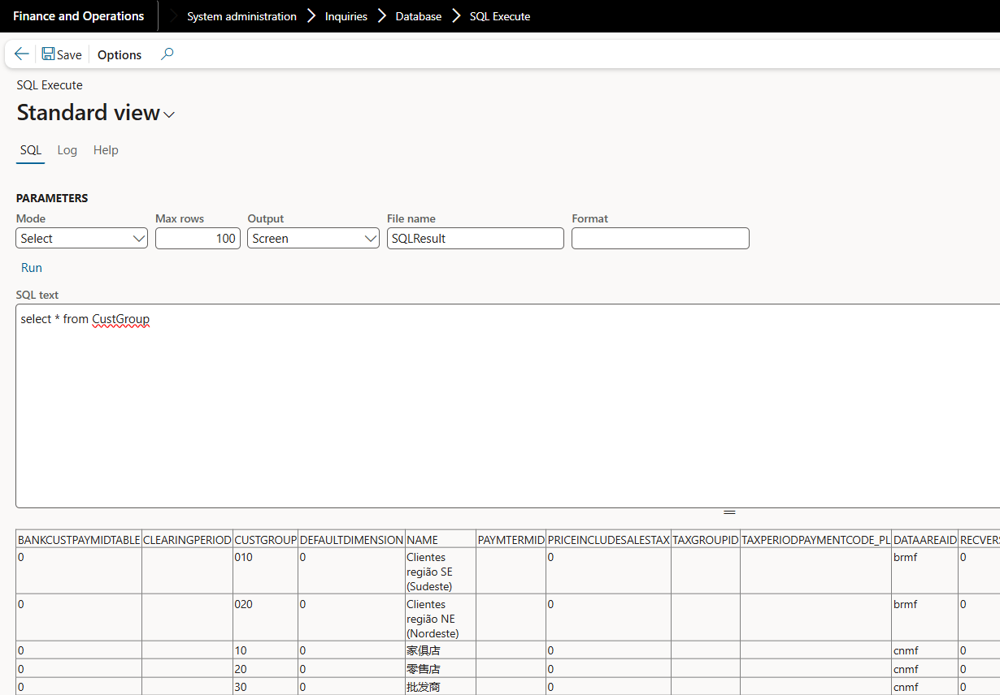 Finance and Operations System administration Inquiries Database SQL Execute
Save Options
SQL Execute
Standard view
SQL Log Help
PARAMETERS
Mode Max rows Output File name Format
Select 100 Screen SQLResult
Run
SQL text
select * from CustGroup
BANKCUSTPAYMIDTABLE CLEARINGPERIOD CUSTGROUP DEFAULTDIMENSION NAME PAYMTERMID PRICEINCLUDESALESTAX TAXGROUPID TAXPERIODPAYMENTCODE_PL DATAAREAID RECVERS
0 010 0 Clientes 0 brmf 0
região SE
(Sudeste)
0 020 0 Clientes 0 brmf 0
região NE
(Nordeste)
0 10 0 家俱店 0 cnmf 0
0 20 0 零售店 0 cnmf 0
0 30 0 批发商 0 cnmf 0